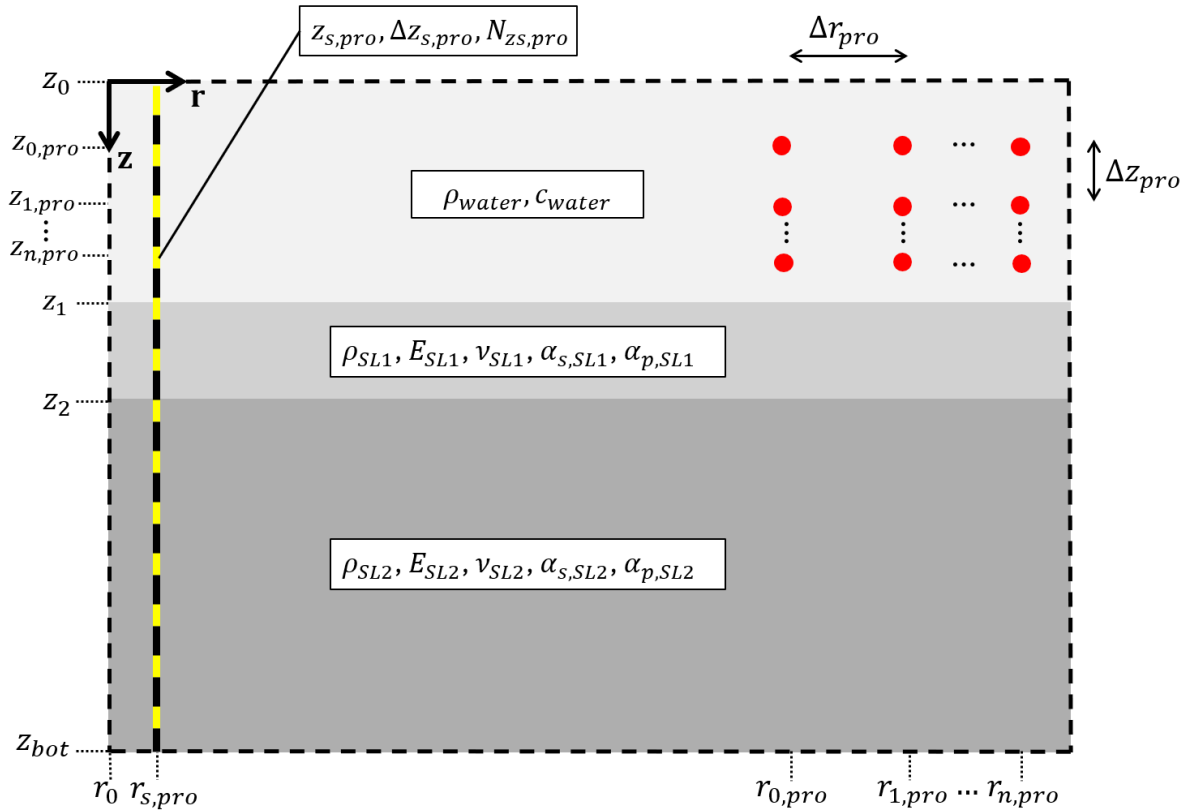 z_{s,pro}, Δz_{s,pro}, N_{zs,pro}
Δr_{pro}
z_0
r
z_{0,pro}
z
...
Δz_{pro}
z_{1,pro}
ρ_{water}, c_{water}
...
⋮
⋮
⋮
⋮
z_{n,pro}
...
z_1
ρ_{SL1}, E_{SL1}, ν_{SL1}, α_{s,SL1}, α_{p,SL1}
z_2
ρ_{SL2}, E_{SL2}, ν_{SL2}, α_{s,SL2}, α_{p,SL2}
z_{bot}
r_0 r_{s,pro} r_{0,pro} r_{1,pro} ... r_{n,pro}